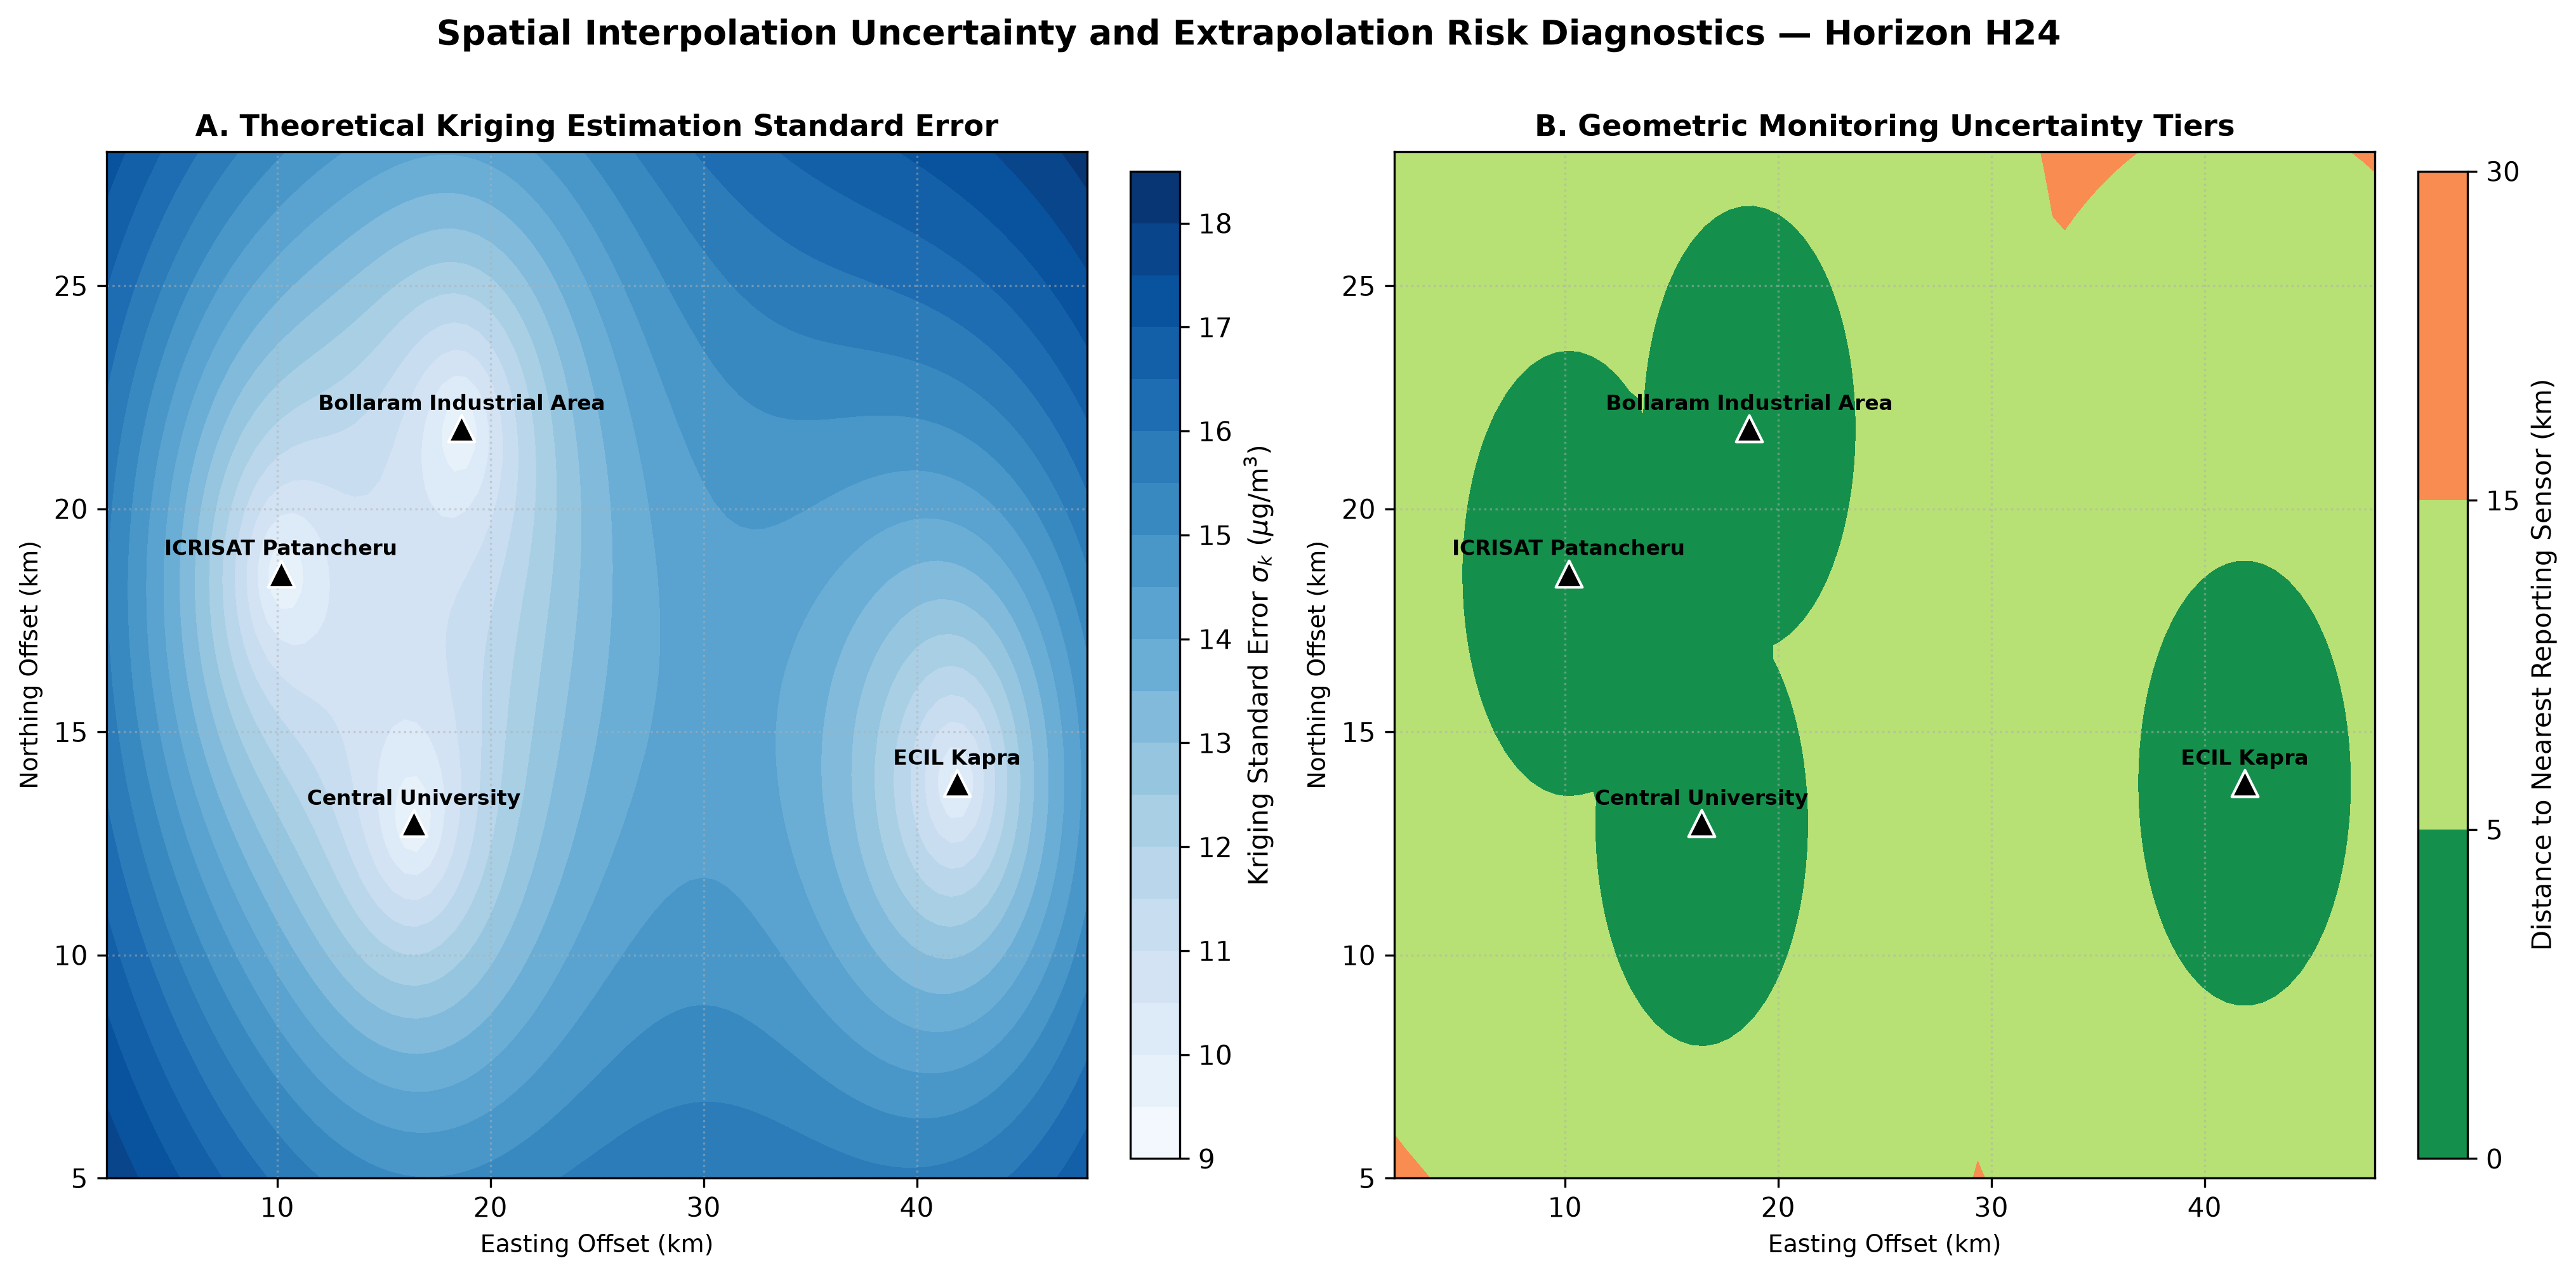 Spatial Interpolation Uncertainty and Extrapolation Risk Diagnostics — Horizon H24
A. Theoretical Kriging Estimation Standard Error
Northing Offset (km)
25
20
15
10
5
Bollaram Industrial Area
ICRISAT Patancheru
ECIL Kapra
Central University
10
20
30
40
Easting Offset (km)
18
17
16
15
14
13
12
11
10
9
Kriging Standard Error σk (μg/m³)
B. Geometric Monitoring Uncertainty Tiers
Northing Offset (km)
25
20
15
10
5
Bollaram Industrial Area
ICRISAT Patancheru
ECIL Kapra
Central University
10
20
30
40
Easting Offset (km)
30
15
5
0
Distance to Nearest Reporting Sensor (km)